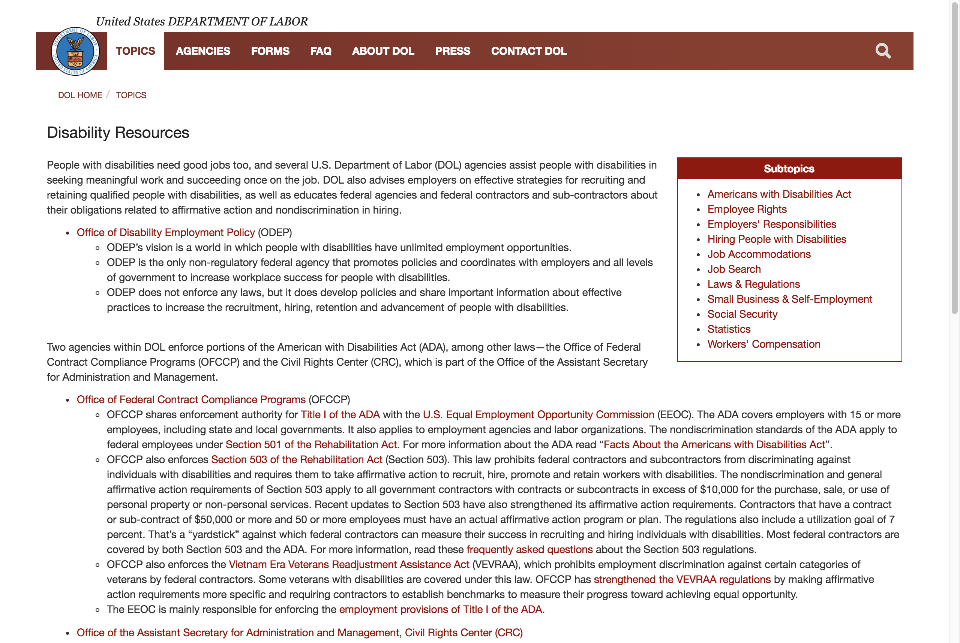 United States DEPARTMENT OF LABOR
TOPICS AGENCIES FORMS FAQ ABOUT DOL PRESS CONTACT DOL
DOL HOME / TOPICS
Disability Resources
People with disabilities need good jobs too, and several U.S. Department of Labor (DOL) agencies assist people with disabilities in
seeking meaningful work and succeeding once on the job. DOL also advises employers on effective strategies for recruiting and
retaining qualified people with disabilities, as well as educates federal agencies and federal contractors and sub-contractors about
their obligations related to affirmative action and nondiscrimination in hiring.
• Office of Disability Employment Policy (ODEP)
◦ ODEP's vision is a world in which people with disabilities have unlimited employment opportunities.
◦ ODEP is the only non-regulatory federal agency that promotes policies and coordinates with employers and all levels
of government to increase workplace success for people with disabilities.
◦ ODEP does not enforce any laws, but it does develop policies and share important information about effective
practices to increase the recruitment, hiring, retention and advancement of people with disabilities.
Subtopics
• Americans with Disabilities Act
• Employee Rights
• Employers' Responsibilities
• Hiring People with Disabilities
• Job Accommodations
• Job Search
• Laws & Regulations
• Small Business & Self-Employment
• Social Security
• Statistics
• Workers' Compensation
Two agencies within DOL enforce portions of the American with Disabilities Act (ADA), among other laws—the Office of Federal
Contract Compliance Programs (OFCCP) and the Civil Rights Center (CRC), which is part of the Office of the Assistant Secretary
for Administration and Management.
• Office of Federal Contract Compliance Programs (OFCCP)
◦ OFCCP shares enforcement authority for Title I of the ADA with the U.S. Equal Employment Opportunity Commission (EEOC). The ADA covers employers with 15 or more
employees, including state and local governments. It also applies to employment agencies and labor organizations. The nondiscrimination standards of the ADA apply to
federal employees under Section 501 of the Rehabilitation Act. For more information about the ADA read “Facts About the Americans with Disabilities Act”.
◦ OFCCP also enforces Section 503 of the Rehabilitation Act (Section 503). This law prohibits federal contractors and subcontractors from discriminating against
individuals with disabilities and requires them to take affirmative action to recruit, hire, promote and retain workers with disabilities. The nondiscrimination and general
affirmative action requirements of Section 503 apply to all government contractors with contracts or subcontracts in excess of $10,000 for the purchase, sale, or use of
personal property or non-personal services. Recent updates to Section 503 have also strengthened its affirmative action requirements. Contractors that have a contract
or sub-contract of $50,000 or more and 50 or more employees must have an actual affirmative action program or plan. The regulations also include a utilization goal of 7
percent. That's a “yardstick” against which federal contractors can measure their success in recruiting and hiring individuals with disabilities. Most federal contractors are
covered by both Section 503 and the ADA. For more information, read these frequently asked questions about the Section 503 regulations.
◦ OFCCP also enforces the Vietnam Era Veterans Readjustment Assistance Act (VEVRAA), which prohibits employment discrimination against certain categories of
veterans by federal contractors. Some veterans with disabilities are covered under this law. OFCCP has strengthened the VEVRAA regulations by making affirmative
action requirements more specific and requiring contractors to establish benchmarks to measure their progress toward achieving equal opportunity.
◦ The EEOC is mainly responsible for enforcing the employment provisions of Title I of the ADA.
• Office of the Assistant Secretary for Administration and Management, Civil Rights Center (CRC)